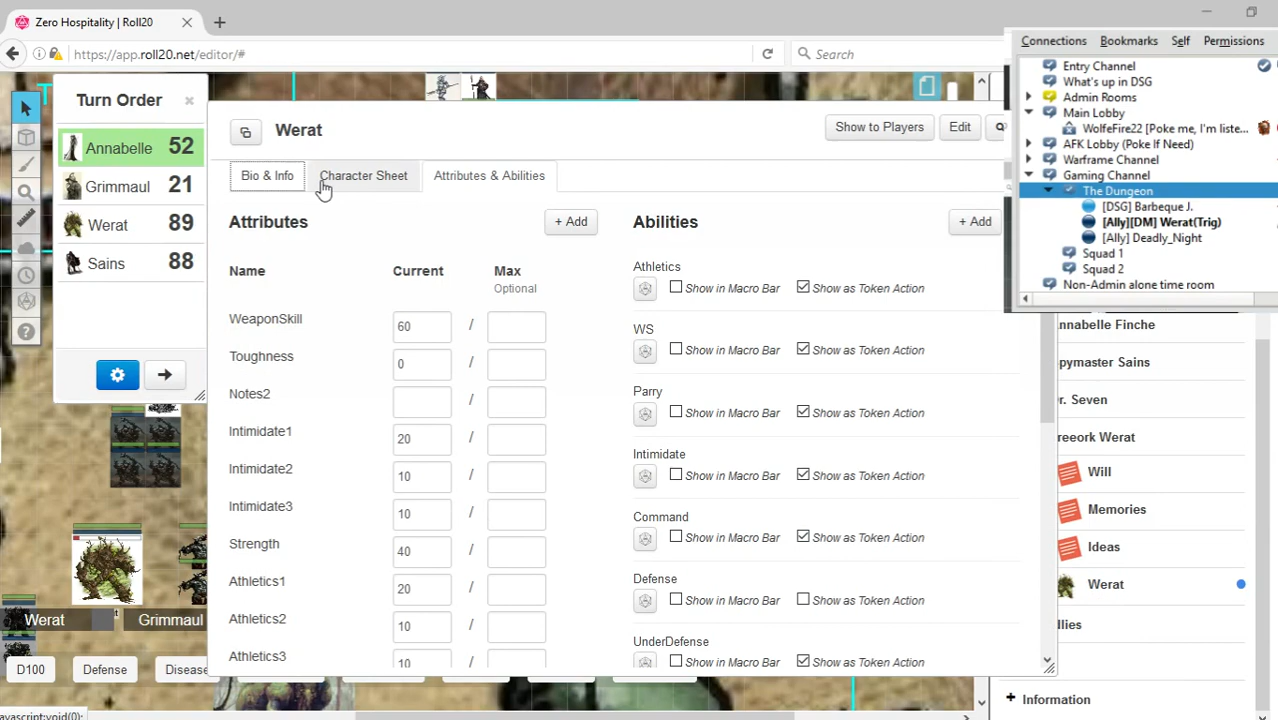 Zero Hospitality | Roll20
https://app.roll20.net/editor/#
Search
Connections Bookmarks Self Permissions
Entry Channel
What's up in DSG
Admin Rooms
Main Lobby
WolfeFire22 [Poke me, I'm liste...
AFK Lobby (Poke If Need)
Warframe Channel
Gaming Channel
The Dungeon
[DSG] Barbeque J.
[Ally][DM] Werat(Trig)
[Ally] Deadly_Night
Squad 1
Squad 2
Non-Admin alone time room
Turn Order
Annabelle 52
Grimmaul 21
Werat 89
Sains 88
Werat
Show to Players
Edit
Bio & Info
Character Sheet
Attributes & Abilities
Attributes
+ Add
Name Current Max
Optional
WeaponSkill 60 /
Toughness 0 /
Notes2 /
Intimidate1 20 /
Intimidate2 10 /
Intimidate3 10 /
Strength 40 /
Athletics1 20 /
Athletics2 10 /
Athletics3 10 /
Abilities
+ Add
Athletics
Show in Macro Bar Show as Token Action
WS
Show in Macro Bar Show as Token Action
Parry
Show in Macro Bar Show as Token Action
Intimidate
Show in Macro Bar Show as Token Action
Command
Show in Macro Bar Show as Token Action
Defense
Show in Macro Bar Show as Token Action
UnderDefense
Show in Macro Bar Show as Token Action
nnabelle Finche
pymaster Sains
r. Seven
reeork Werat
Will
Memories
Ideas
Werat
llies
Information
Werat
Grimmaul
D100
Defense
Disease
avascript:void(0);